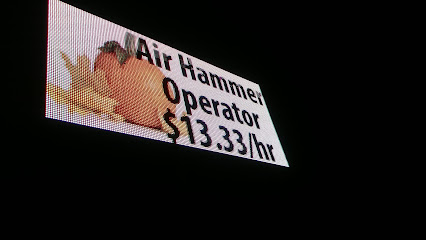 Air Hammer
Operator
$13.33/hr